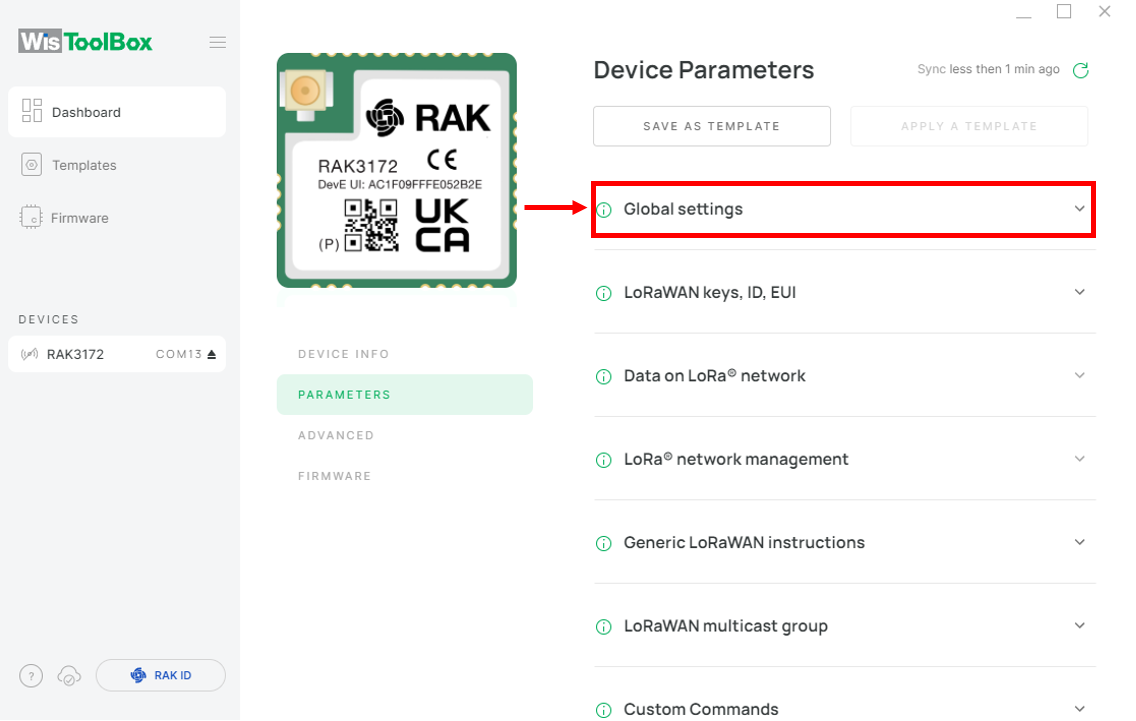 WisToolBox
Dashboard
Templates
Firmware
DEVICES
RAK3172 COM13
?
RAK ID
RAK
RAK3172 CE
DevE UI: AC1F09FFFE052B2E
UK
CA
(P)
DEVICE INFO
PARAMETERS
ADVANCED
FIRMWARE
Device Parameters
Sync less then 1 min ago
SAVE AS TEMPLATE
APPLY A TEMPLATE
Global settings
LoRaWAN keys, ID, EUI
Data on LoRa® network
LoRa® network management
Generic LoRaWAN instructions
LoRaWAN multicast group
Custom Commands